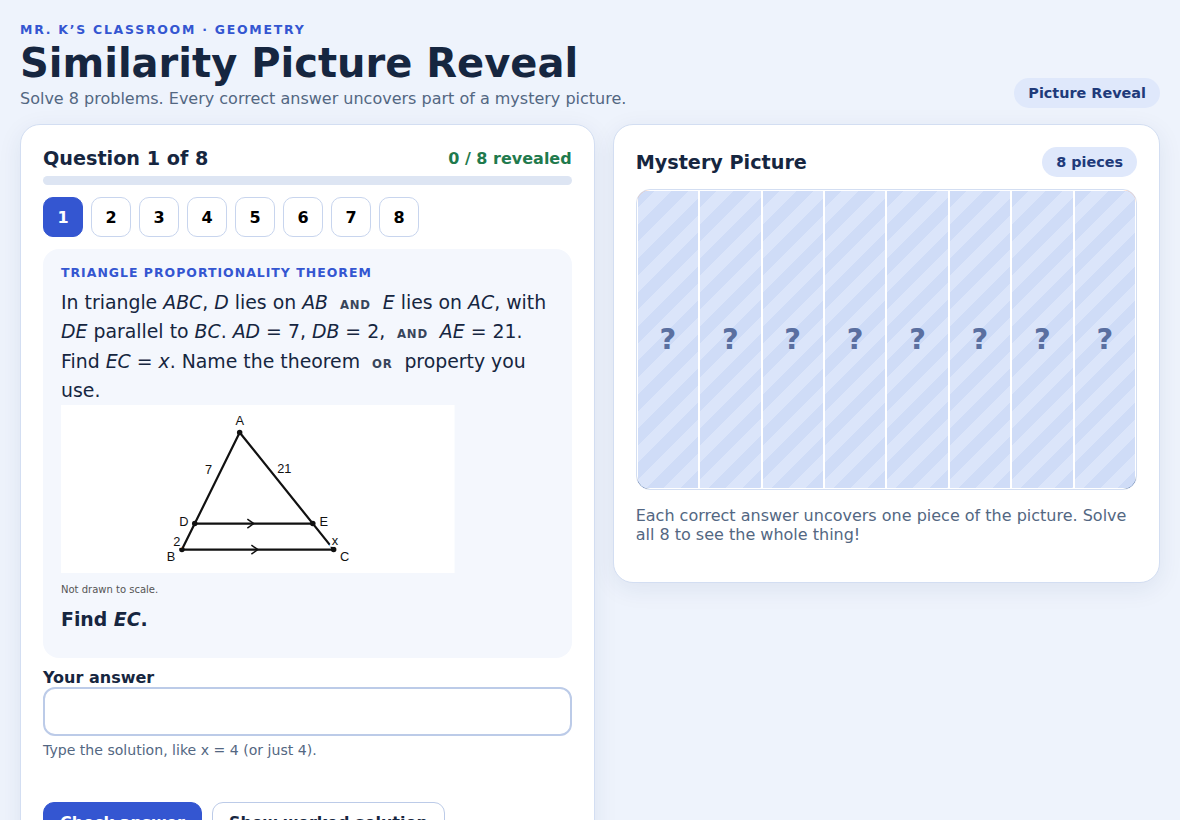 MR. K’S CLASSROOM · GEOMETRY
Similarity Picture Reveal
Solve 8 problems. Every correct answer uncovers part of a mystery picture.
Picture Reveal
Question 1 of 8
0 / 8 revealed
1 2 3 4 5 6 7 8
TRIANGLE PROPORTIONALITY THEOREM
In triangle ABC, D lies on AB AND E lies on AC, with
DE parallel to BC. AD = 7, DB = 2, AND AE = 21.
Find EC = x. Name the theorem OR property you
use.
A
7
21
D
E
2
x
B
C
Not drawn to scale.
Find EC.
Your answer
Type the solution, like x = 4 (or just 4).
Check answer
Show worked solution
Mystery Picture
8 pieces
? ? ? ? ? ? ? ?
Each correct answer uncovers one piece of the picture. Solve
all 8 to see the whole thing!